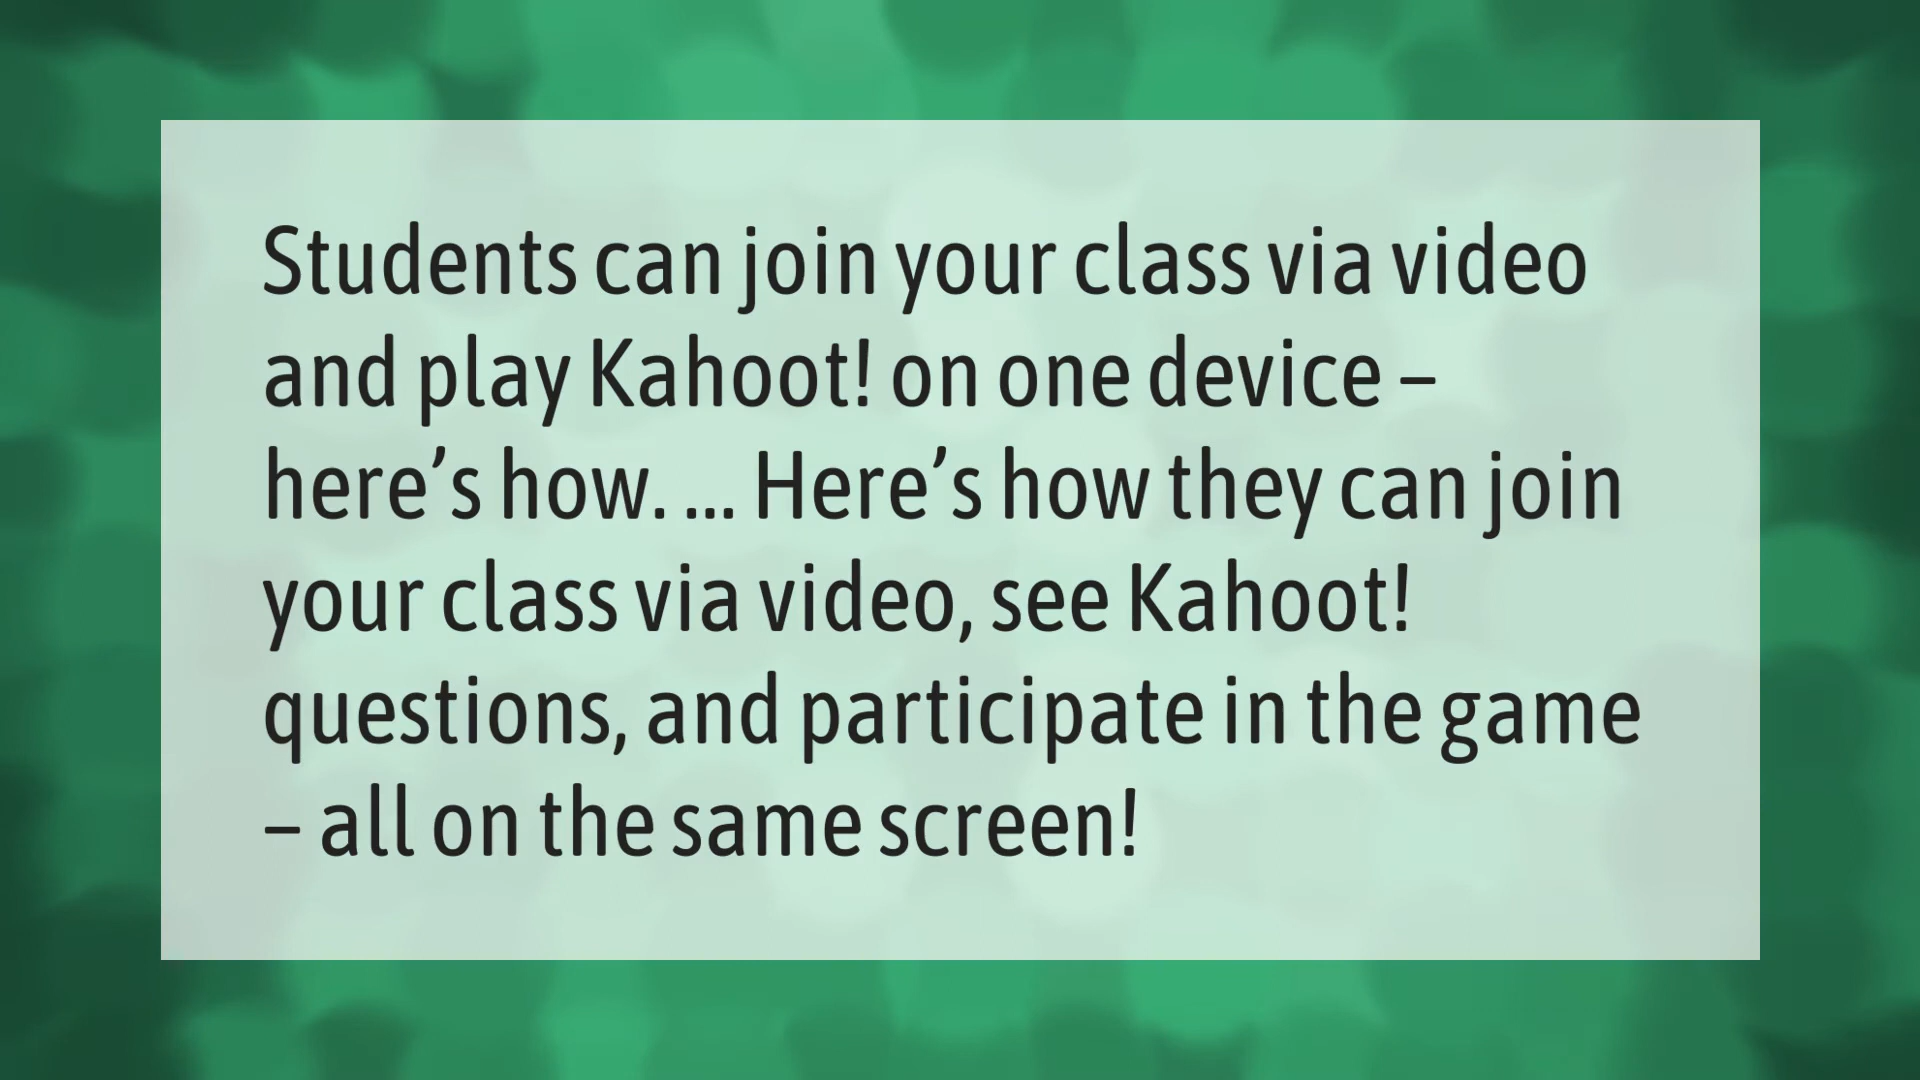 Students can join your class via video
and play Kahoot! on one device –
here’s how. ... Here’s how they can join
your class via video, see Kahoot!
questions, and participate in the game
– all on the same screen!